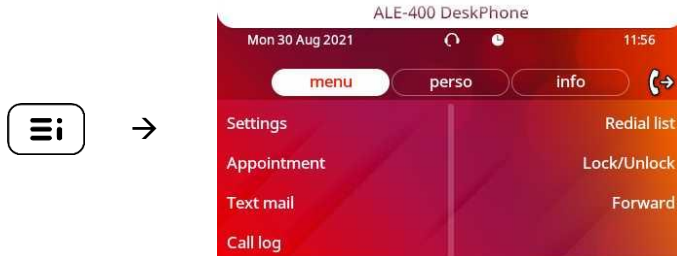 ALE-400 DeskPhone
Mon 30 Aug 2021 11:56
menu perso info
Settings Redial list
Appointment Lock/Unlock
Text mail Forward
Call log